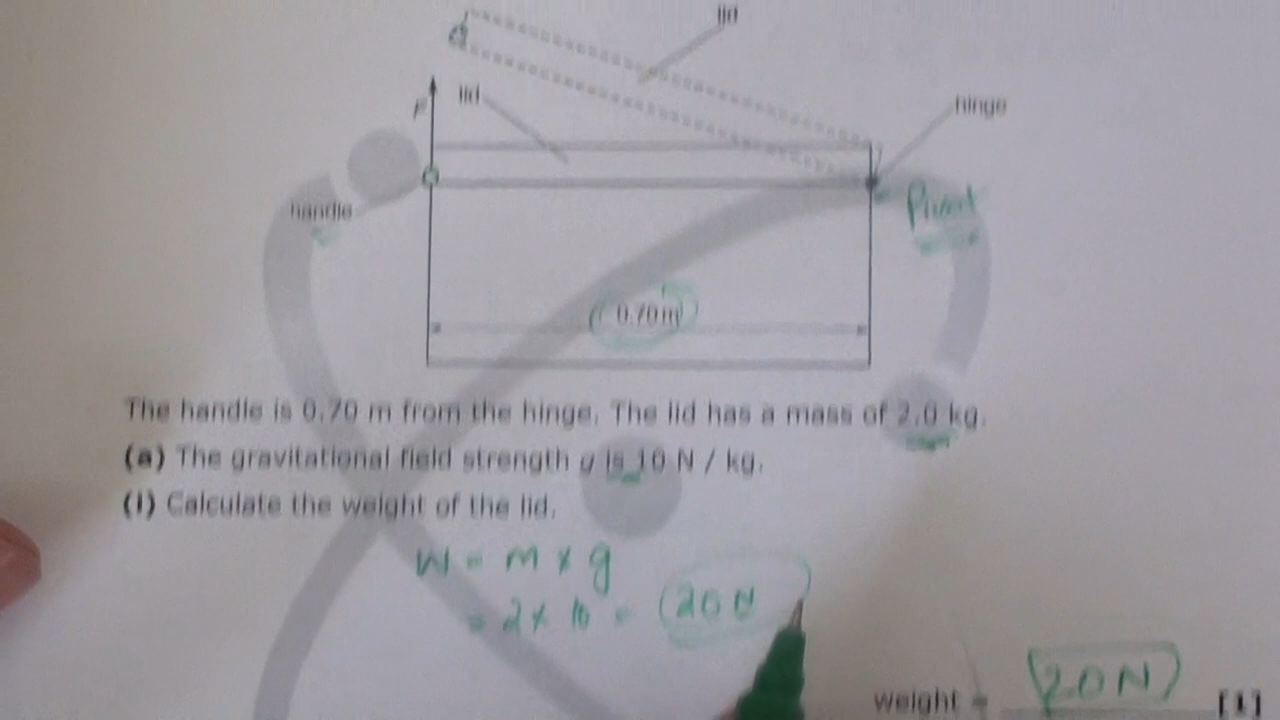 lid
F
lid
hinge
handle
Pivot
0.70 m
The handle is 0.70 m from the hinge. The lid has a mass of 2.0 kg.
(a) The gravitational field strength g is 10 N / kg.
(i) Calculate the weight of the lid.
W = m × g
= 2 × 10 = 20 N
weight = 20 N [1]